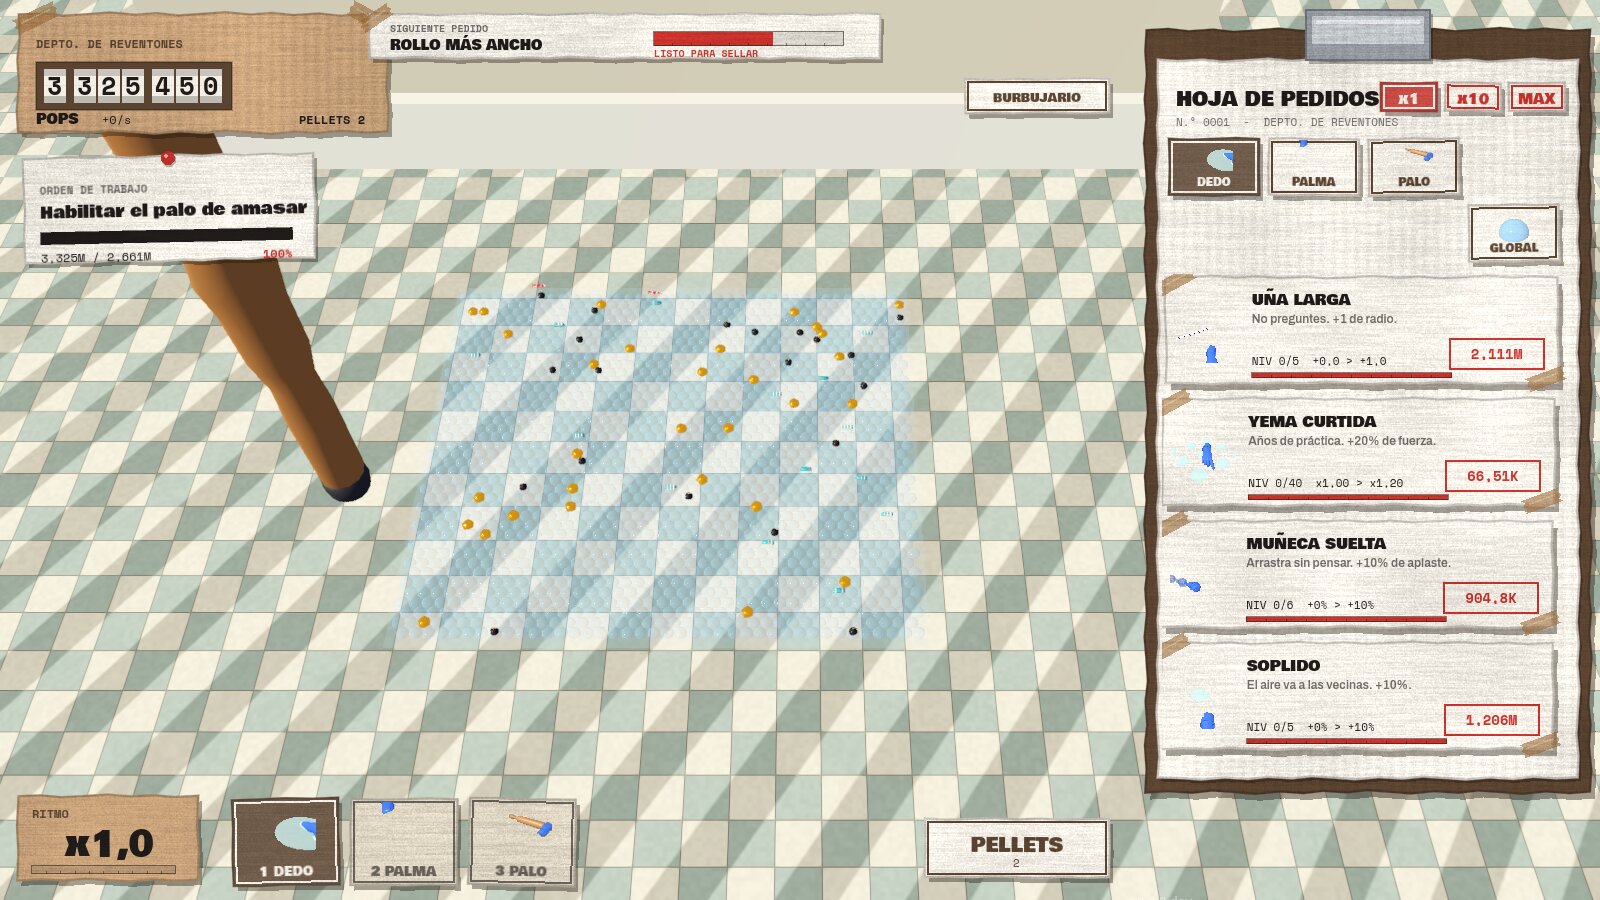 DEPTO. DE REVENTONES
3 325 450
POPS +0/s PELLETS 2
SIGUIENTE PEDIDO
ROLLO MÁS ANCHO
LISTO PARA SELLAR
BURBUJARIO
ORDEN DE TRABAJO
Habilitar el palo de amasar
3,325M / 2,661M 100%
HOJA DE PEDIDOS x1 x10 MAX
N.° 0001 - DEPTO. DE REVENTONES
DEDO PALMA PALO
GLOBAL
UÑA LARGA
No preguntes. +1 de radio.
NIV 0/5 +0,0 > +1,0 2,111M
YEMA CURTIDA
Años de práctica. +20% de fuerza.
NIV 0/40 x1,00 > x1,20 66,51K
MUÑECA SUELTA
Arrastra sin pensar. +10% de aplaste.
NIV 0/6 +0% > +10% 904,8K
SOPLIDO
El aire va a las vecinas. +10%.
NIV 0/5 +0% > +10% 1,206M
RITMO
x1,0
1 DEDO 2 PALMA 3 PALO
PELLETS
2